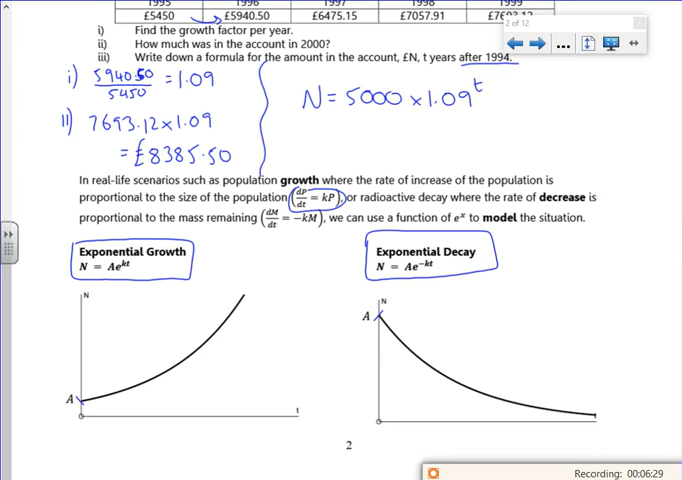 1995 1996 1997 1998 1999
£5450 £5940.50 £6475.15 £7057.91 £7693.12
2 of 12
i) Find the growth factor per year.
ii) How much was in the account in 2000?
iii) Write down a formula for the amount in the account, £N, t years after 1994.
i) 5940.50/5450 = 1.09
N = 5000 × 1.09^t
II) 7693.12 × 1.09
= £8385.50
In real-life scenarios such as population growth where the rate of increase of the population is
proportional to the size of the population (dP/dt = kP), or radioactive decay where the rate of decrease is
proportional to the mass remaining (dM/dt = −kM), we can use a function of e^x to model the situation.
Exponential Growth
N = Ae^kt
Exponential Decay
N = Ae^−kt
N
A
t
N
A
t
2
Recording: 00:06:29